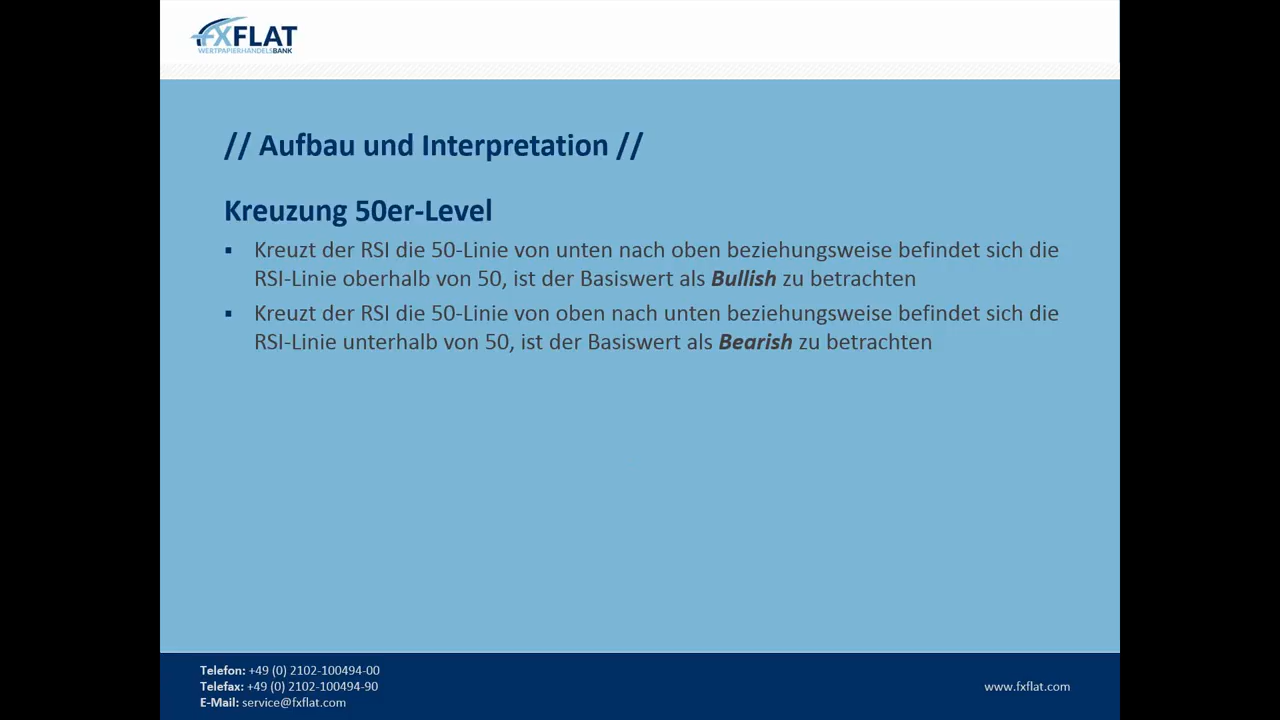 FXFLAT
WERTPAPIERHANDELSBANK
// Aufbau und Interpretation //
Kreuzung 50er-Level
▪ Kreuzt der RSI die 50-Linie von unten nach oben beziehungsweise befindet sich die
RSI-Linie oberhalb von 50, ist der Basiswert als Bullish zu betrachten
▪ Kreuzt der RSI die 50-Linie von oben nach unten beziehungsweise befindet sich die
RSI-Linie unterhalb von 50, ist der Basiswert als Bearish zu betrachten
Telefon: +49 (0) 2102-100494-00
Telefax: +49 (0) 2102-100494-90
E-Mail: service@fxflat.com
www.fxflat.com